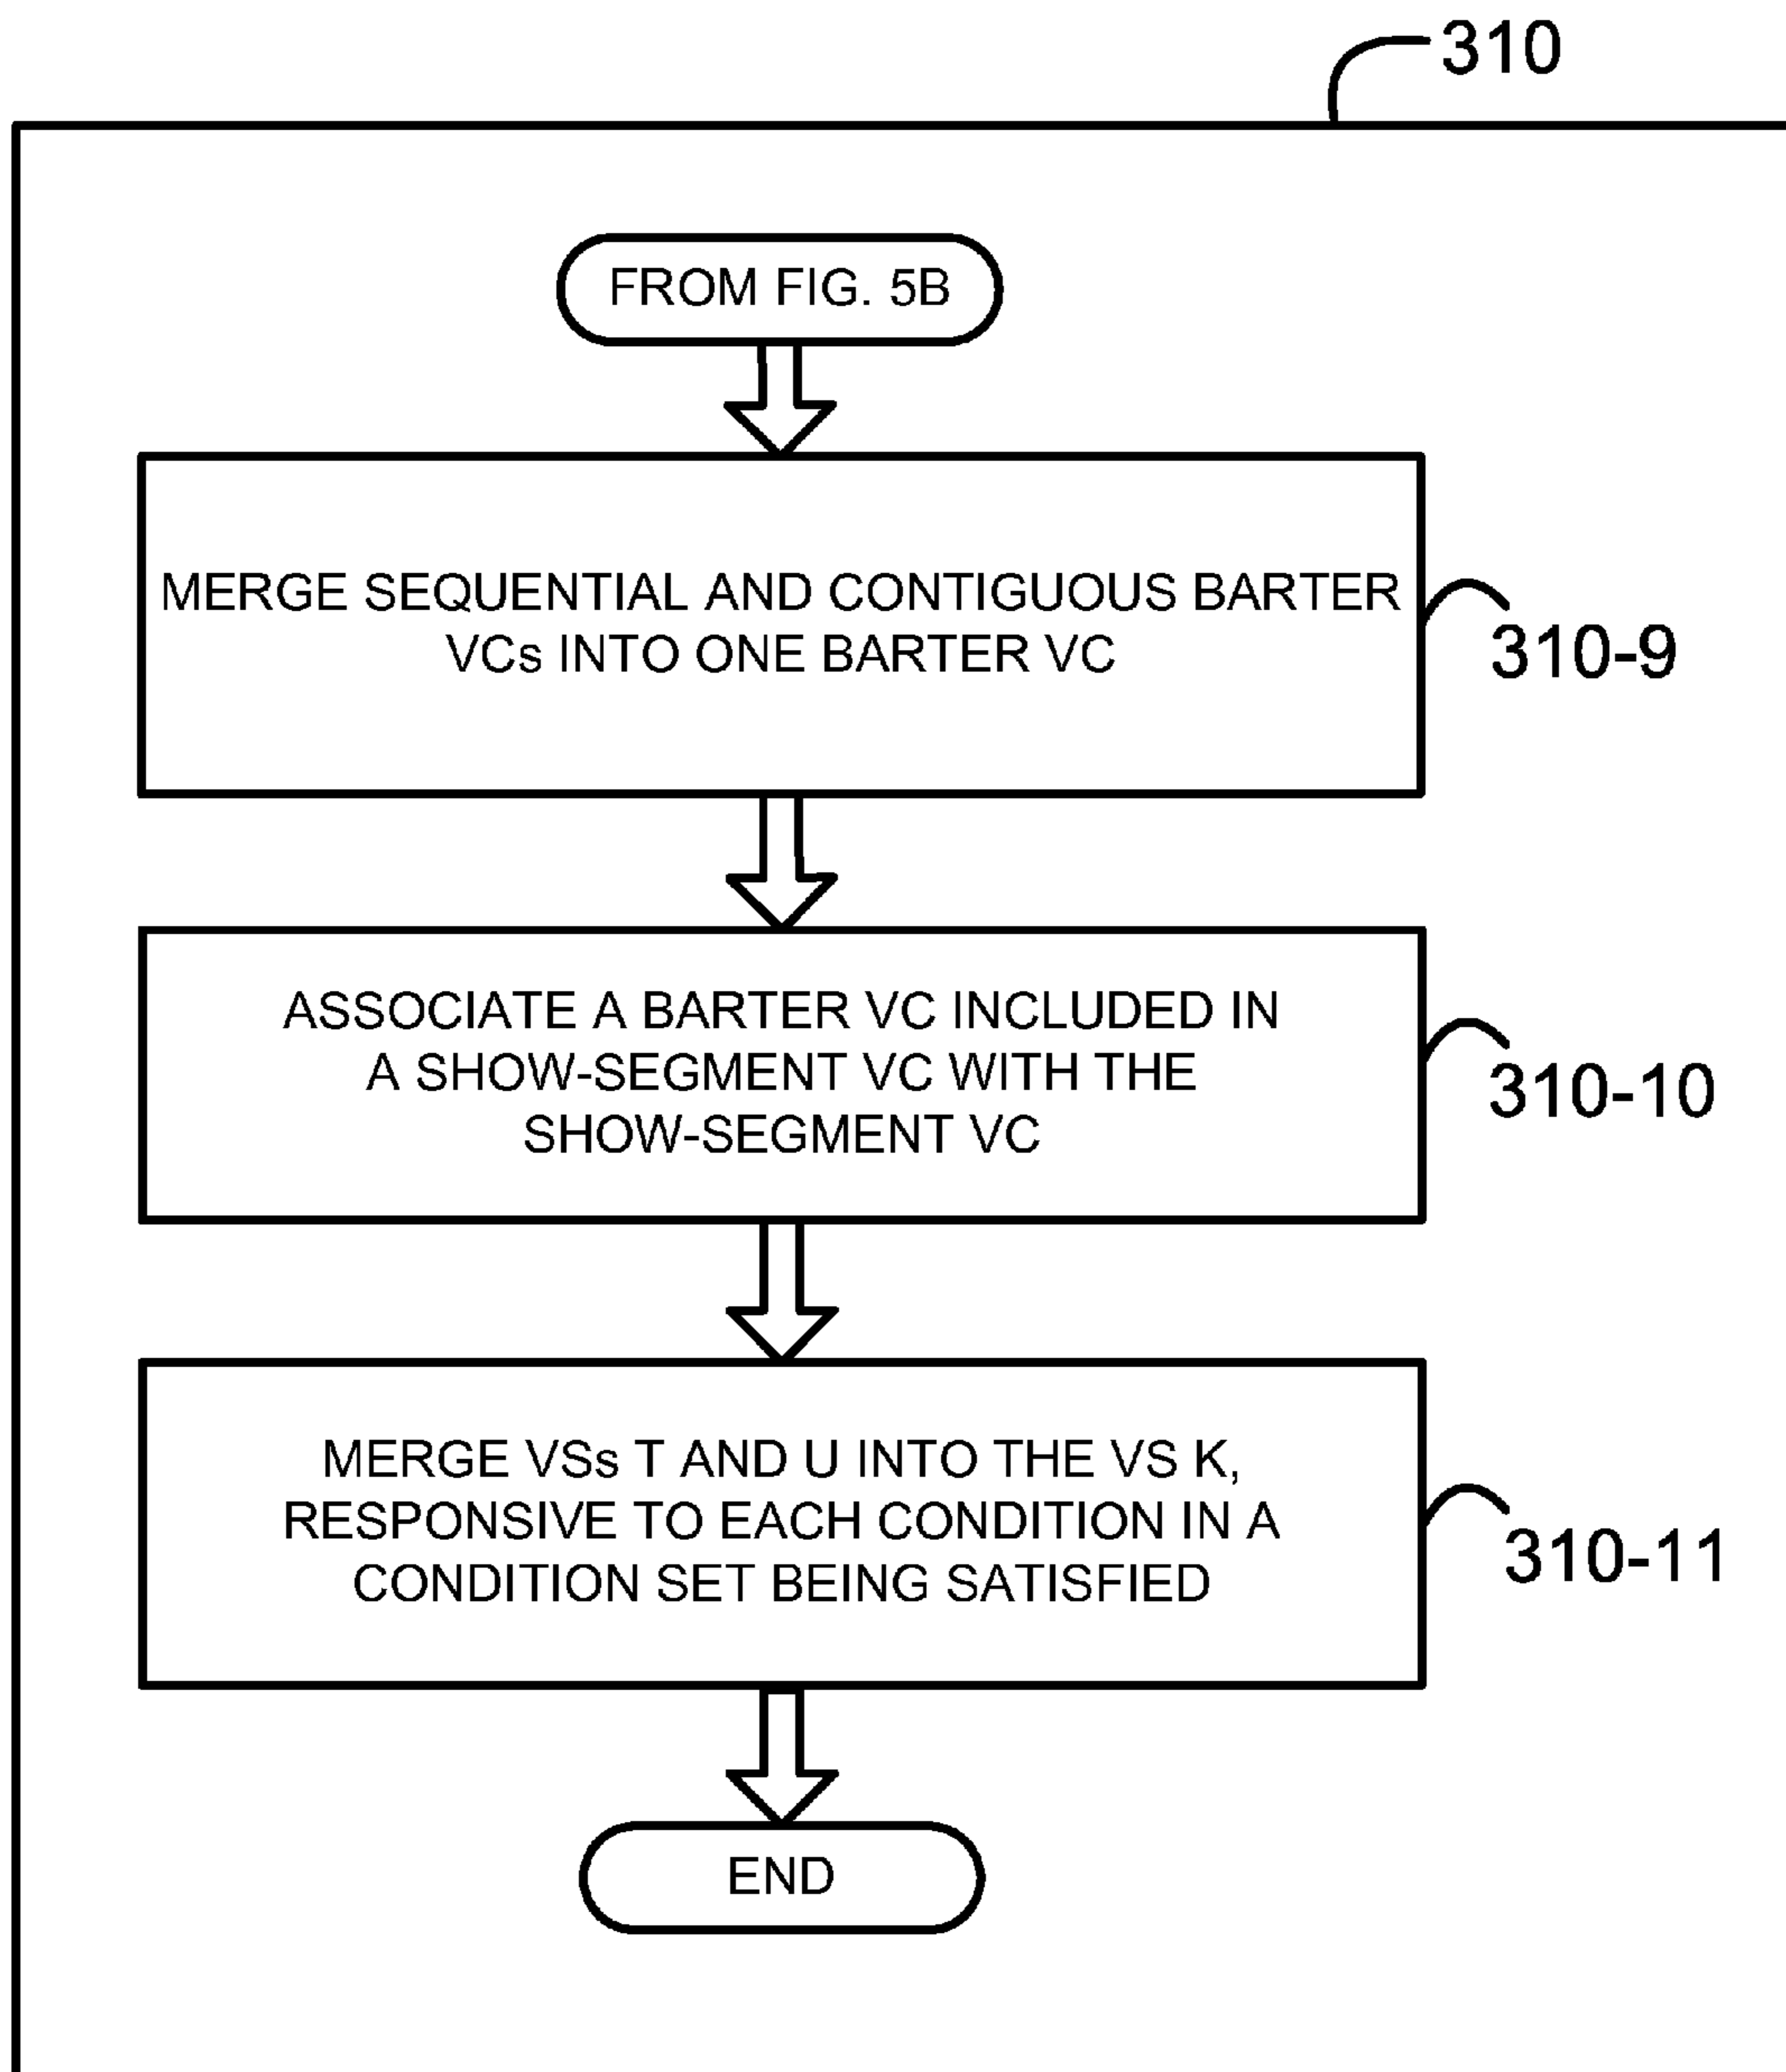 310
FROM FIG. 5B
MERGE SEQUENTIAL AND CONTIGUOUS BARTER
VCs INTO ONE BARTER VC
310-9
ASSOCIATE A BARTER VC INCLUDED IN
A SHOW-SEGMENT VC WITH THE
SHOW-SEGMENT VC
310-10
MERGE VSs T AND U INTO THE VS K,
RESPONSIVE TO EACH CONDITION IN A
CONDITION SET BEING SATISFIED
310-11
END